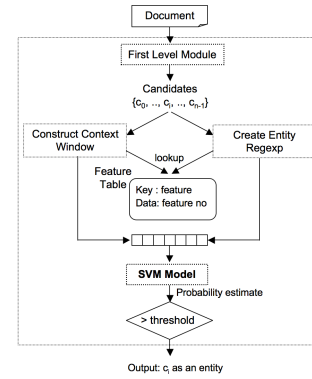 Document
First Level Module
Candidates
{c0, .., ci, .., cn-1}
Construct Context
Window
Create Entity
Regexp
lookup
Feature
Table
Key : feature
Data: feature no
SVM Model
Probability estimate
> threshold
Output: ci as an entity